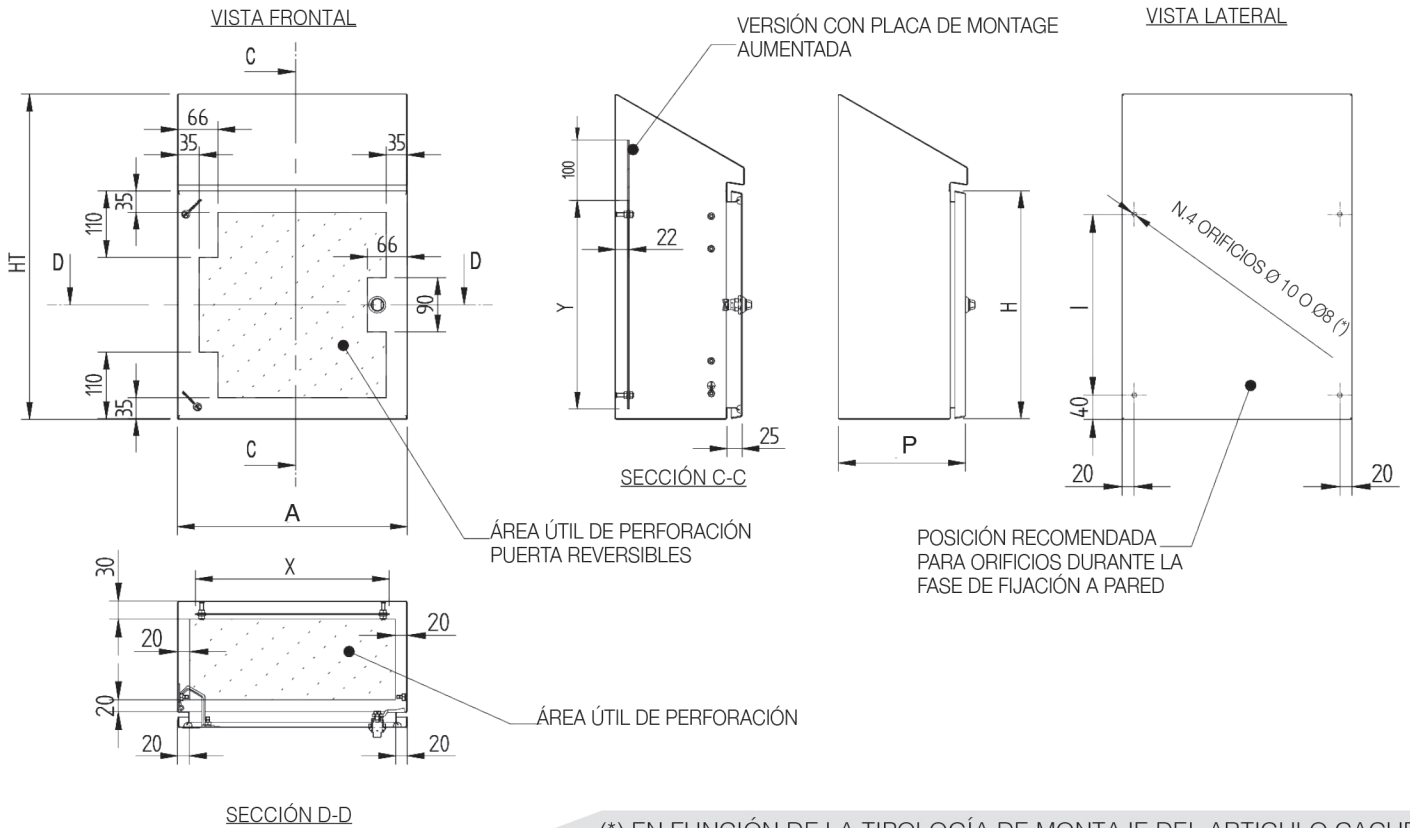 VISTA FRONTAL
VERSIÓN CON PLACA DE MONTAGE
AUMENTADA
VISTA LATERAL
C
66
35
35
35
110
HT
D
66
D
90
110
35
C
A
100
22
Y
25
SECCIÓN C-C
H
P
N.4 ORIFICIOS Ø 10 O Ø8 (*)
I
40
20
20
ÁREA ÚTIL DE PERFORACIÓN
PUERTA REVERSIBLES
POSICIÓN RECOMENDADA
PARA ORIFICIOS DURANTE LA
FASE DE FIJACIÓN A PARED
30
X
20
20
20
20
20
ÁREA ÚTIL DE PERFORACIÓN
SECCIÓN D-D